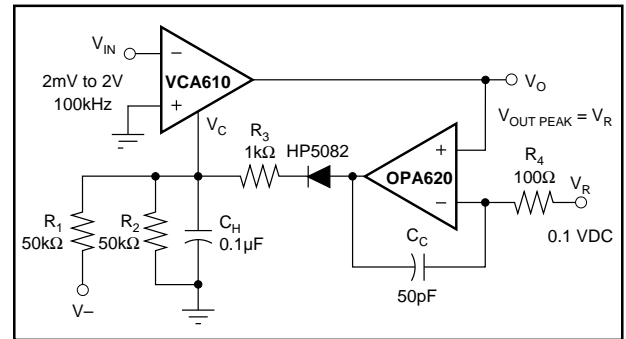 V_IN
2mV to 2V
100kHz
–
+
VCA610
V_C
V_O
V_OUT PEAK = V_R
R_3
1kΩ
HP5082
+
–
OPA620
R_4
100Ω
V_R
0.1 VDC
R_1
50kΩ
R_2
50kΩ
C_H
0.1µF
C_C
50pF
V–